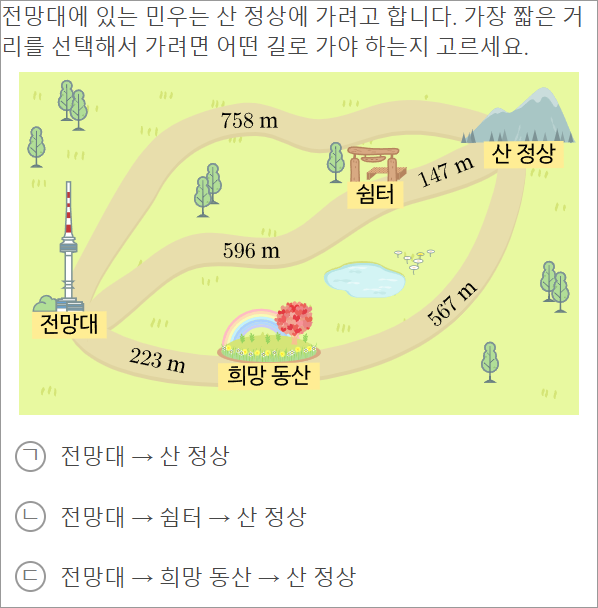 전망대에 있는 민우는 산 정상에 가려고 합니다. 가장 짧은 거
리를 선택해서 가려면 어떤 길로 가야 하는지 고르세요.
758 m
산 정상
147 m
쉼터
596 m
567 m
전망대
223 m
희망 동산
㉠ 전망대 → 산 정상
㉡ 전망대 → 쉼터 → 산 정상
㉢ 전망대 → 희망 동산 → 산 정상